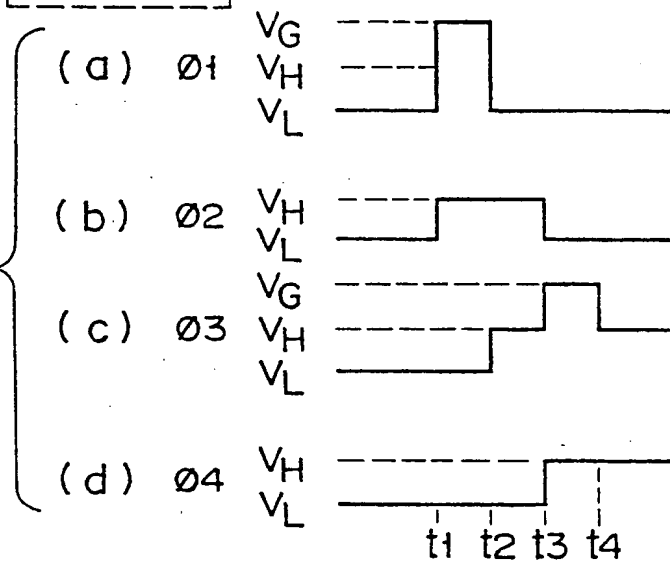 VG
(a) Ø1 VH
VL
(b) Ø2 VH
VL
VG
(c) Ø3 VH
VL
(d) Ø4 VH
VL
t1 t2 t3 t4